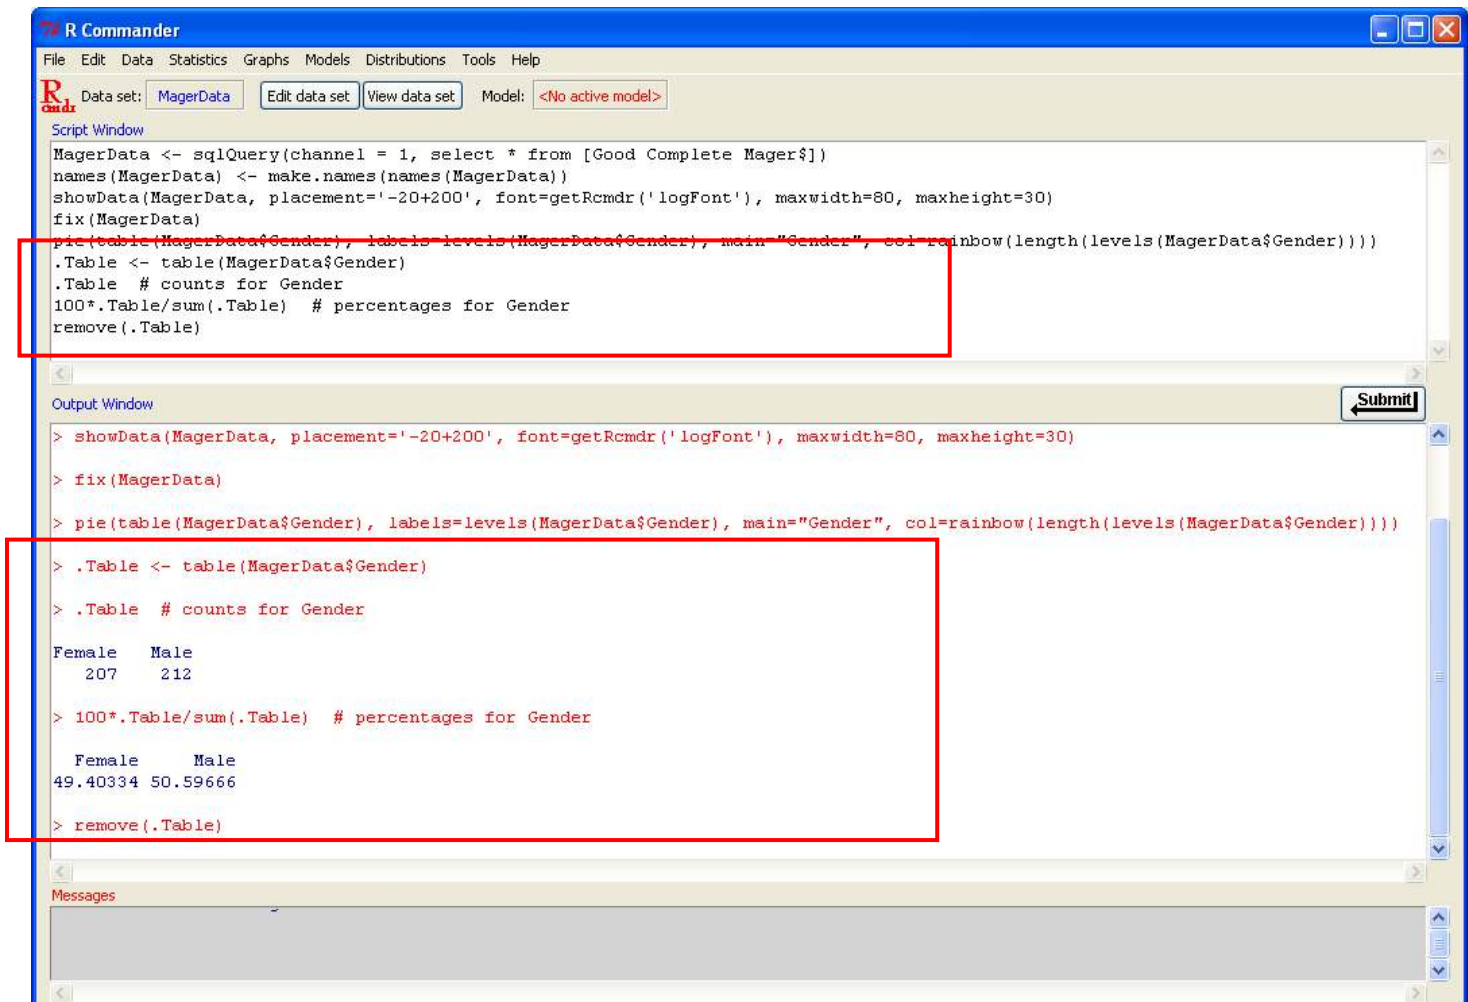 R Commander
File Edit Data Statistics Graphs Models Distributions Tools Help
R cmdr Data set: MagerData Edit data set View data set Model: <No active model>
Script Window
MagerData <- sqlQuery(channel = 1, select * from [Good Complete Mager$])
names(MagerData) <- make.names(names(MagerData))
showData(MagerData, placement='-20+200', font=getRcmdr('logFont'), maxwidth=80, maxheight=30)
fix(MagerData)
pie(table(MagerData$Gender), labels=levels(MagerData$Gender), main="Gender", col=rainbow(length(levels(MagerData$Gender))))
.Table <- table(MagerData$Gender)
.Table  # counts for Gender
100*.Table/sum(.Table)  # percentages for Gender
remove(.Table)
Output Window
Submit
> showData(MagerData, placement='-20+200', font=getRcmdr('logFont'), maxwidth=80, maxheight=30)
> fix(MagerData)
> pie(table(MagerData$Gender), labels=levels(MagerData$Gender), main="Gender", col=rainbow(length(levels(MagerData$Gender))))
> .Table <- table(MagerData$Gender)
> .Table  # counts for Gender
Female   Male
   207    212
> 100*.Table/sum(.Table)  # percentages for Gender
  Female     Male
49.40334 50.59666
> remove(.Table)
Messages